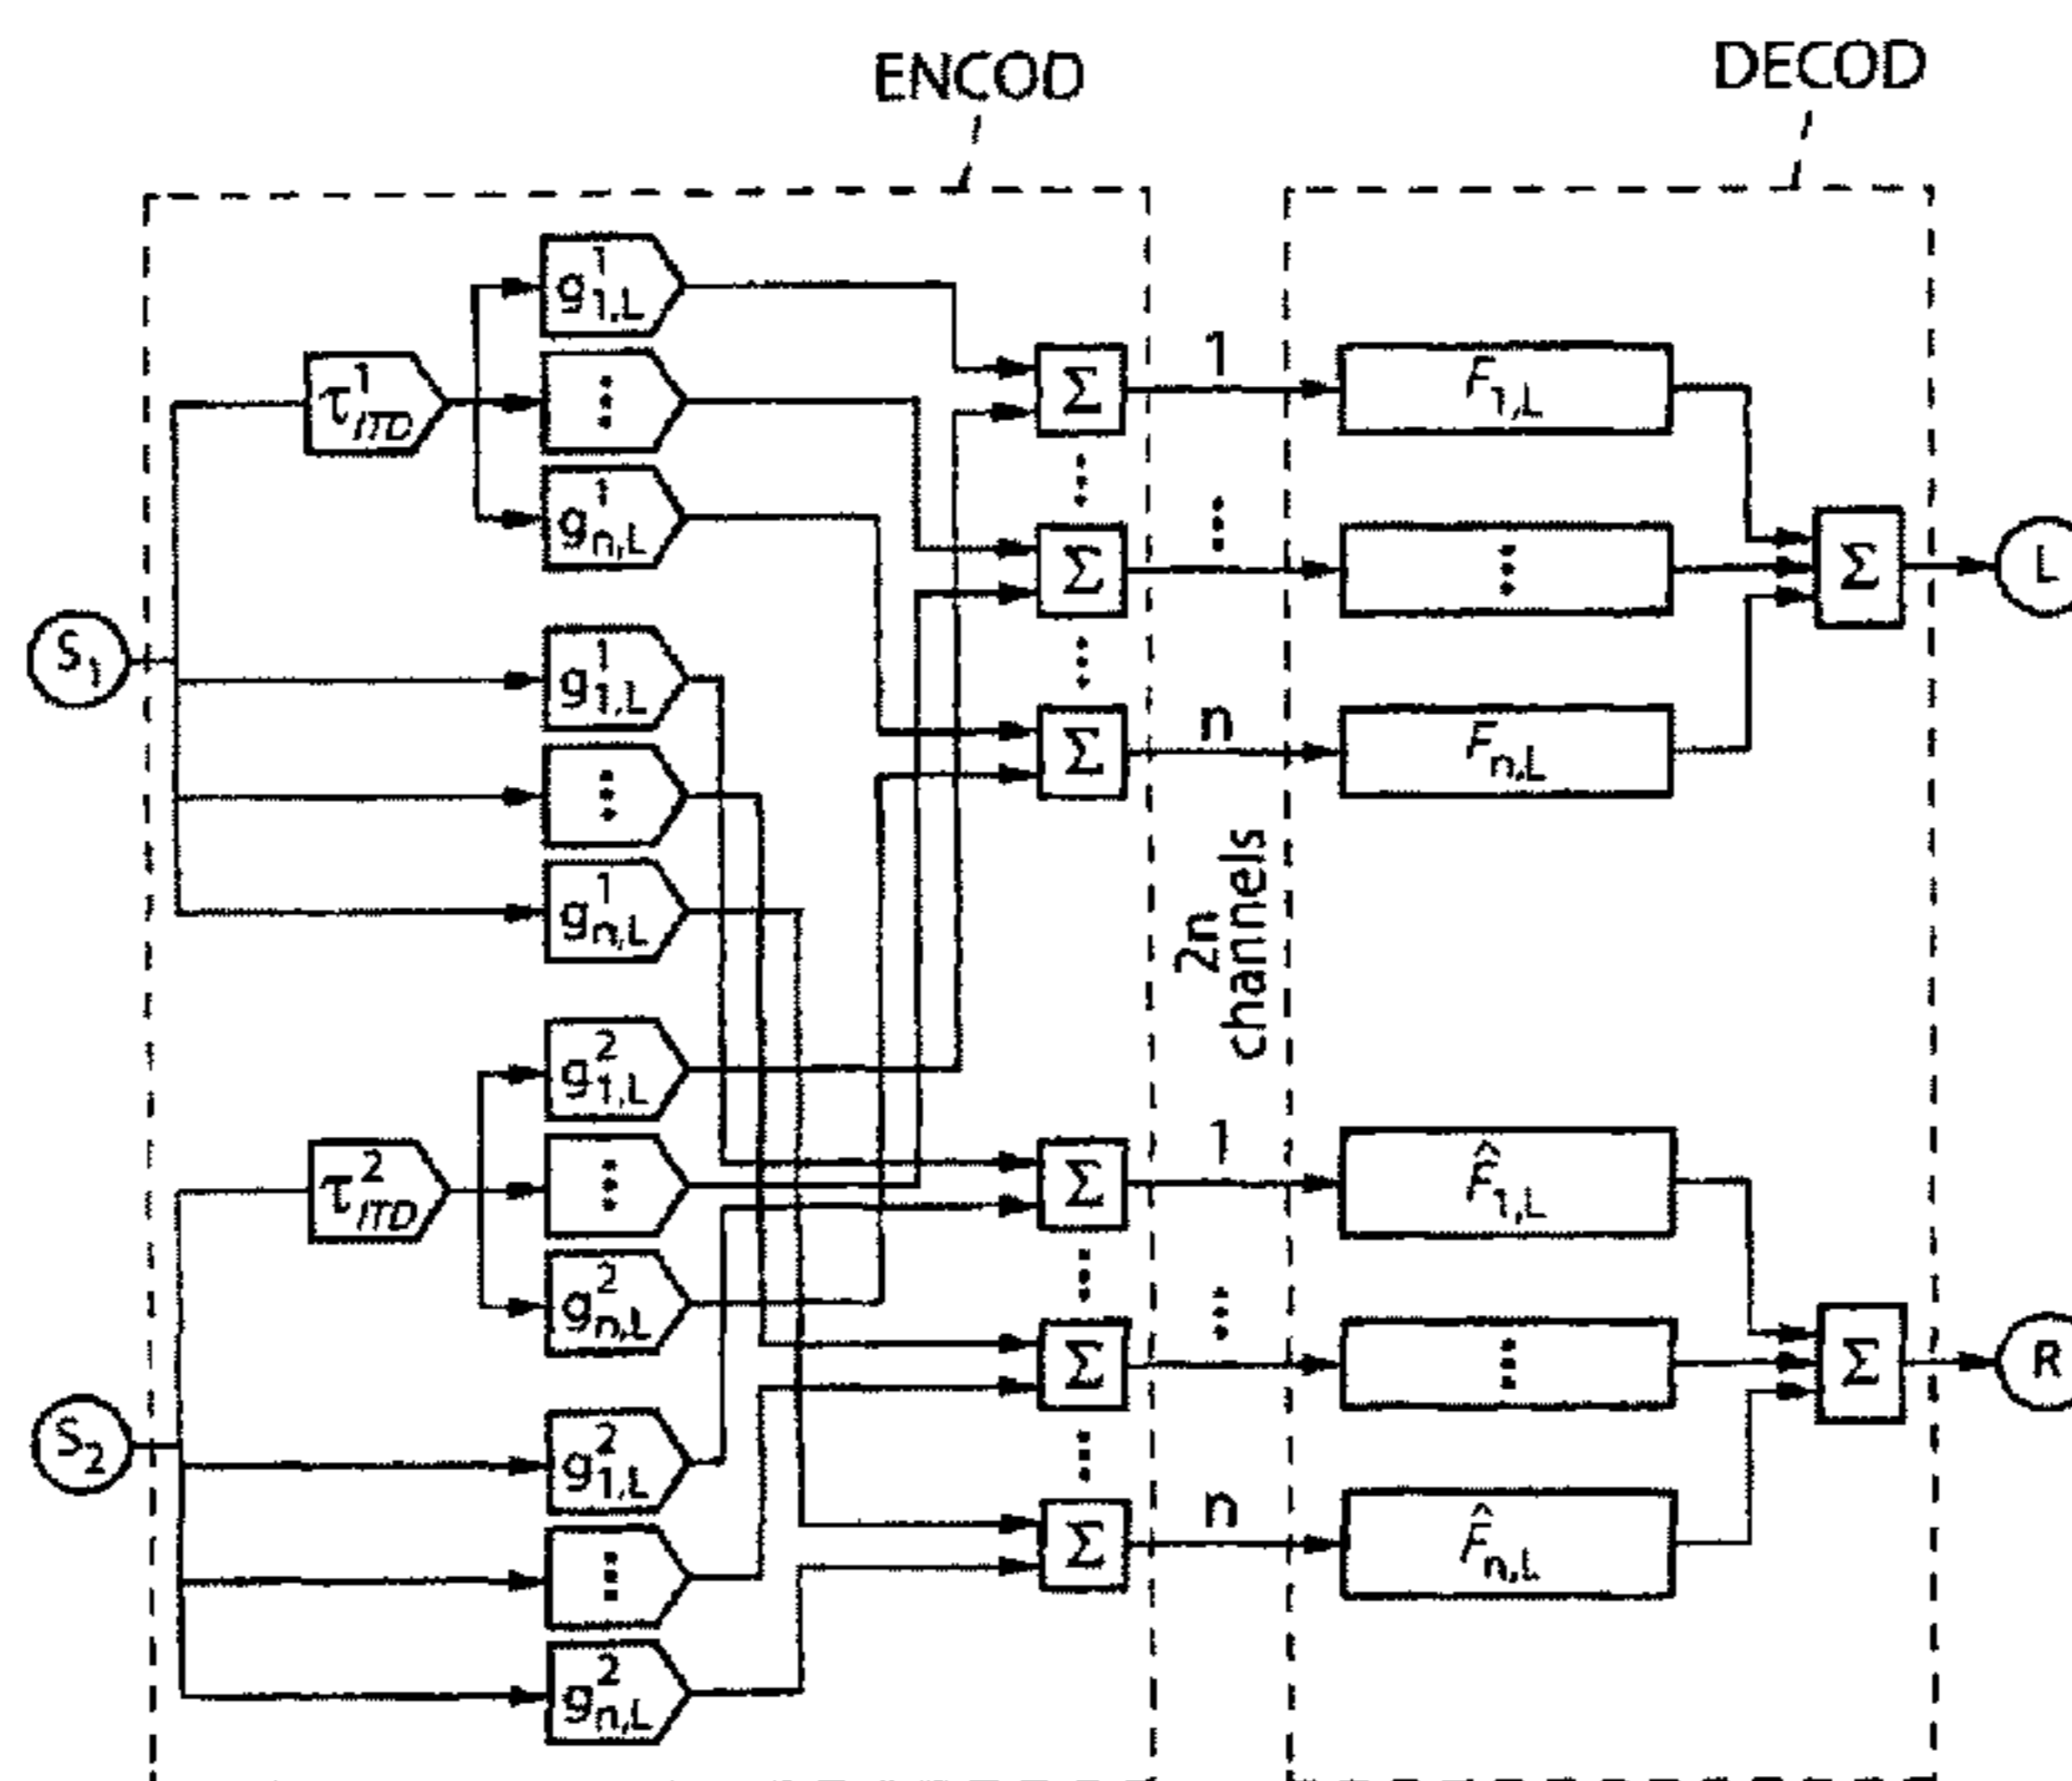 ENCOD
DECOD
g¹₁,L
τ¹ITD
⋮
g¹n,L
Σ
1
F₁,L
⋮
Σ
⋮
⋮
Σ
L
S₁
g¹₁,L
⋮
Σ
n
Fn,L
⋮
g¹n,L
2n
channels
g²₁,L
τ²ITD
⋮
Σ
1
F̂₁,L
g²n,L
⋮
⋮
Σ
⋮
Σ
R
S₂
g²₁,L
⋮
⋮
Σ
n
F̂n,L
g²n,L